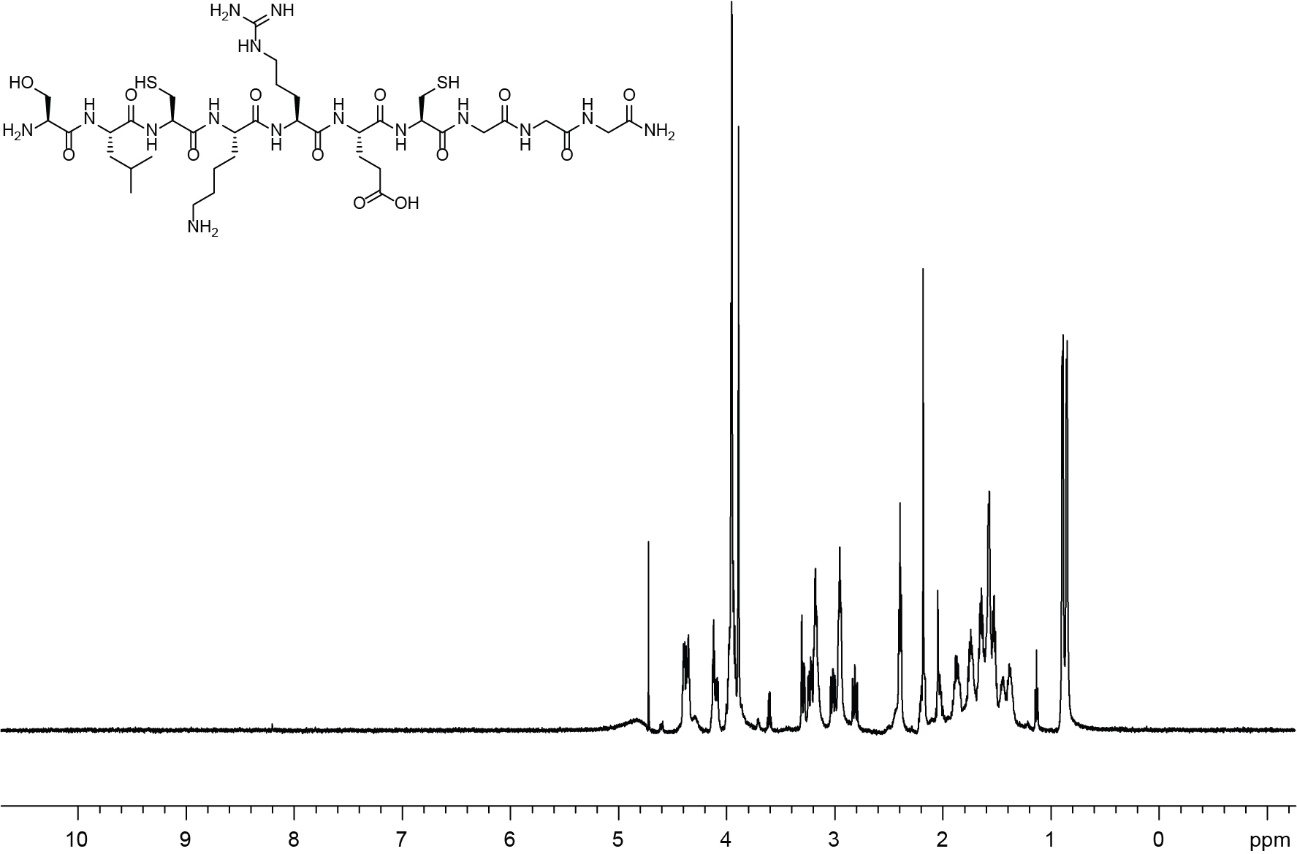 H2N NH
HN
HO O HS H O H O H SH H O H O
H2N N N N N N N N N N NH2
O H O H O H O H O
O OH
NH2
10 9 8 7 6 5 4 3 2 1 0 ppm